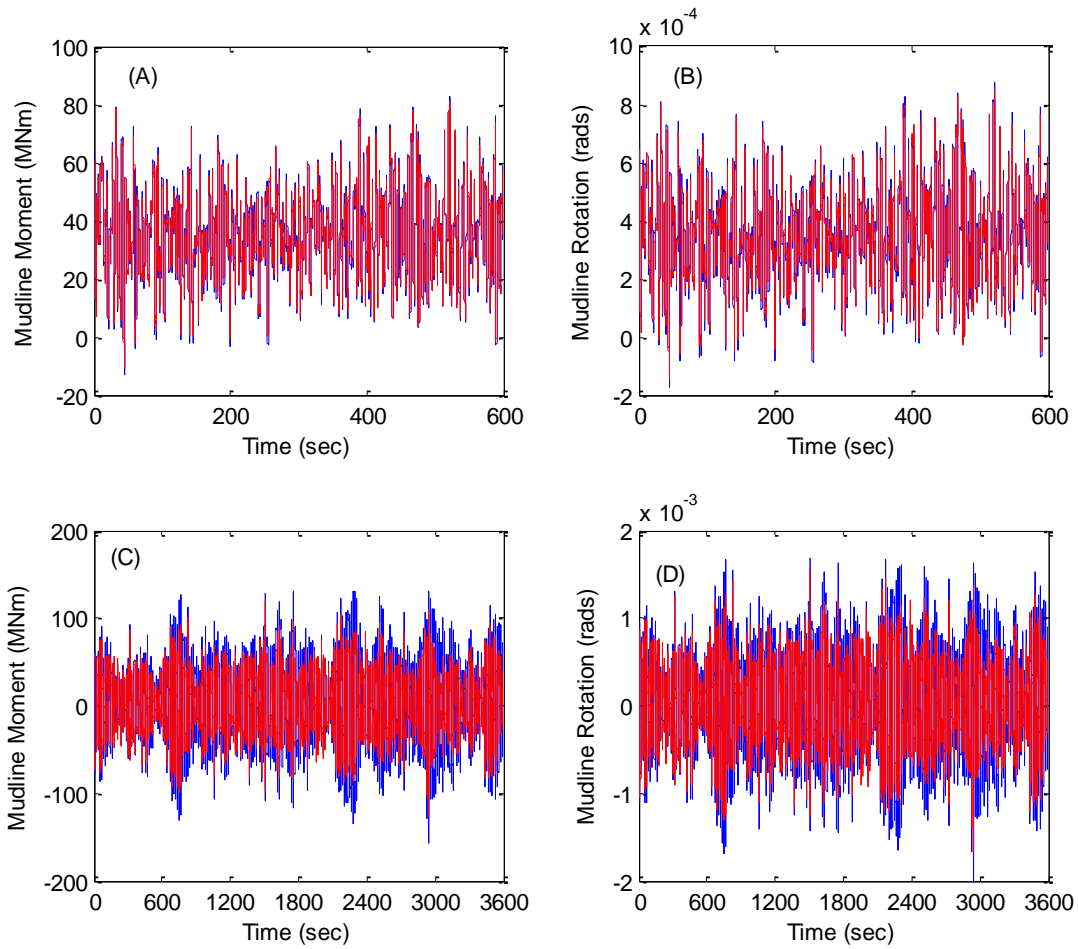 x 10^-4
100
80
60
40
20
0
-20
Mudline Moment (MNm)
(A)
0 200 400 600
Time (sec)
10
8
6
4
2
0
-2
Mudline Rotation (rads)
(B)
0 200 400 600
Time (sec)
x 10^-3
200
100
0
-100
-200
Mudline Moment (MNm)
(C)
0 600 1200 1800 2400 3000 3600
Time (sec)
2
1
0
-1
-2
Mudline Rotation (rads)
(D)
0 600 1200 1800 2400 3000 3600
Time (sec)